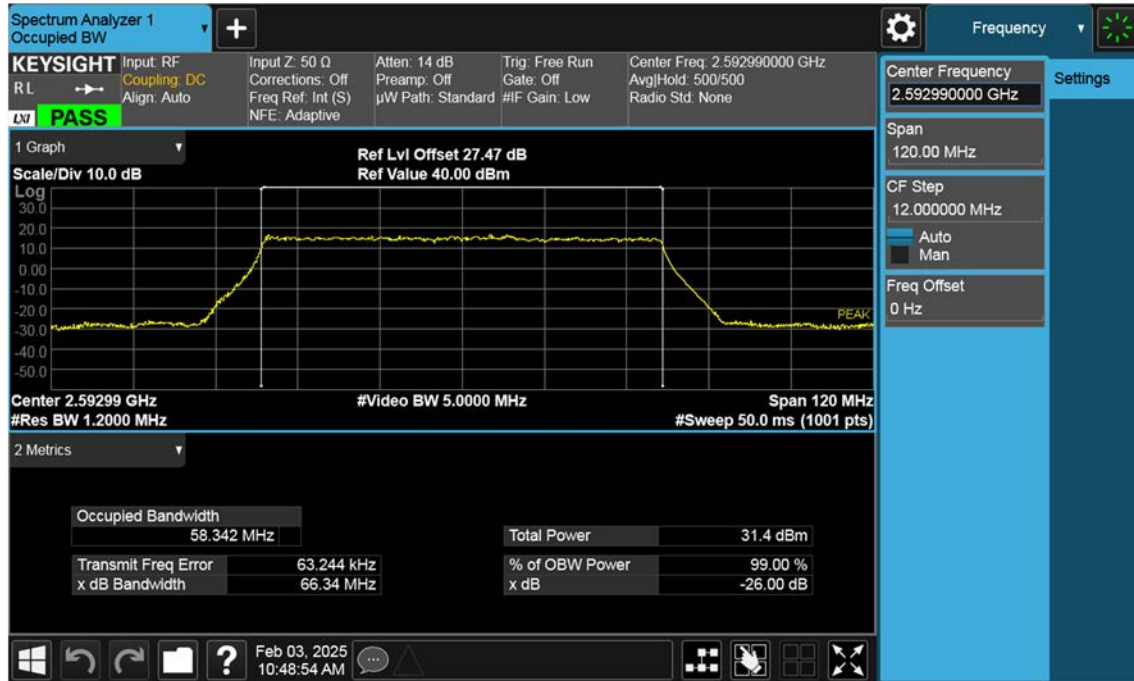 Spectrum Analyzer 1
Occupied BW
Frequency
KEYSIGHT
R L
LXI PASS
Input: RF
Coupling: DC
Align: Auto
Input Z: 50 Ω
Corrections: Off
Freq Ref: Int (S)
NFE: Adaptive
Atten: 14 dB
Preamp: Off
µW Path: Standard
Trig: Free Run
Gate: Off
#IF Gain: Low
Center Freq: 2.592990000 GHz
Avg|Hold: 500/500
Radio Std: None
Center Frequency
2.592990000 GHz
Settings
Span
120.00 MHz
CF Step
12.000000 MHz
Auto
Man
Freq Offset
0 Hz
1 Graph
Scale/Div 10.0 dB
Ref Lvl Offset 27.47 dB
Ref Value 40.00 dBm
Log
30.0
20.0
10.0
0.00
-10.0
-20.0
-30.0
-40.0
-50.0
PEAK
Center 2.59299 GHz
#Video BW 5.0000 MHz
Span 120 MHz
#Res BW 1.2000 MHz
#Sweep 50.0 ms (1001 pts)
2 Metrics
Occupied Bandwidth
58.342 MHz
Total Power 31.4 dBm
Transmit Freq Error 63.244 kHz
% of OBW Power 99.00 %
x dB Bandwidth 66.34 MHz
x dB -26.00 dB
?
Feb 03, 2025
10:48:54 AM